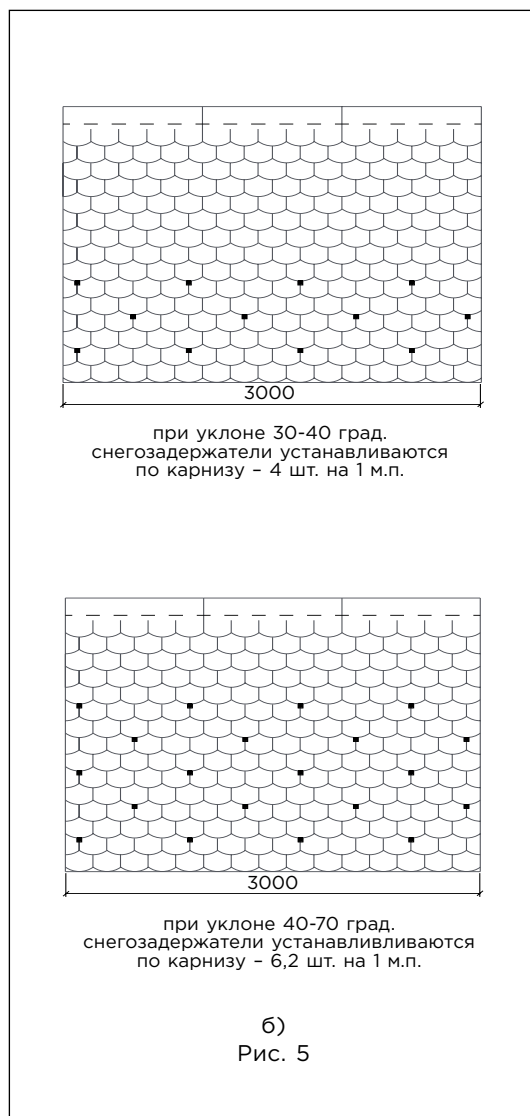 3000
при уклоне 30-40 град.
снегозадержатели устанавливаются
по карнизу – 4 шт. на 1 м.п.
3000
при уклоне 40-70 град.
снегозадержатели устанавливливаются
по карнизу – 6,2 шт. на 1 м.п.
б)
Рис. 5